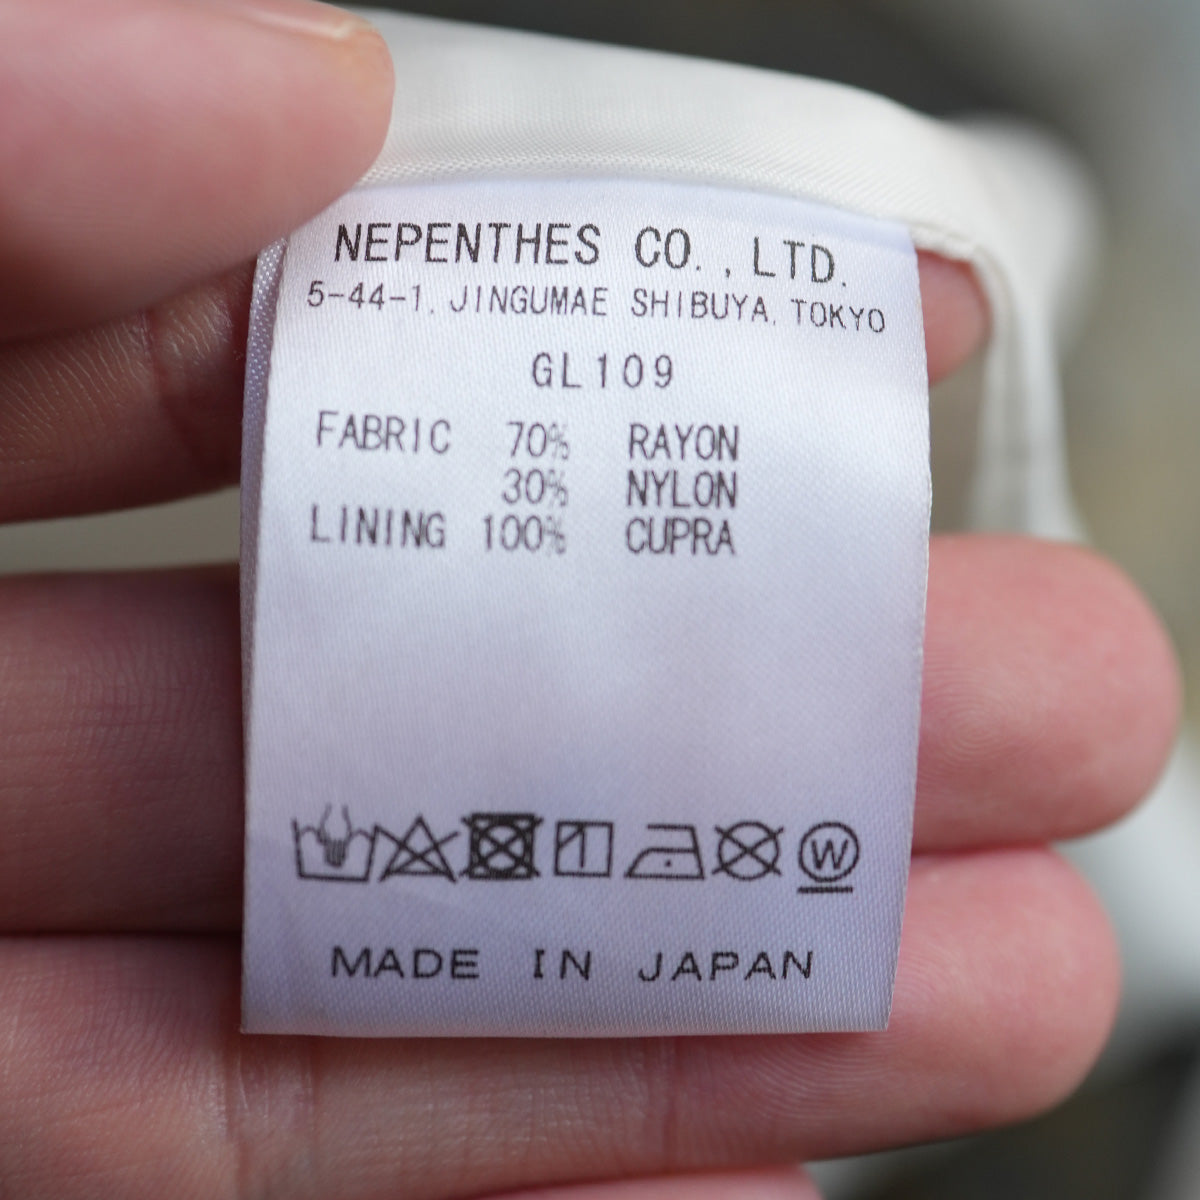 NEPENTHES CO., LTD.
5-44-1, JINGUMAE SHIBUYA, TOKYO
GL109
FABRIC 70% RAYON
30% NYLON
LINING 100% CUPRA
W
MADE IN JAPAN